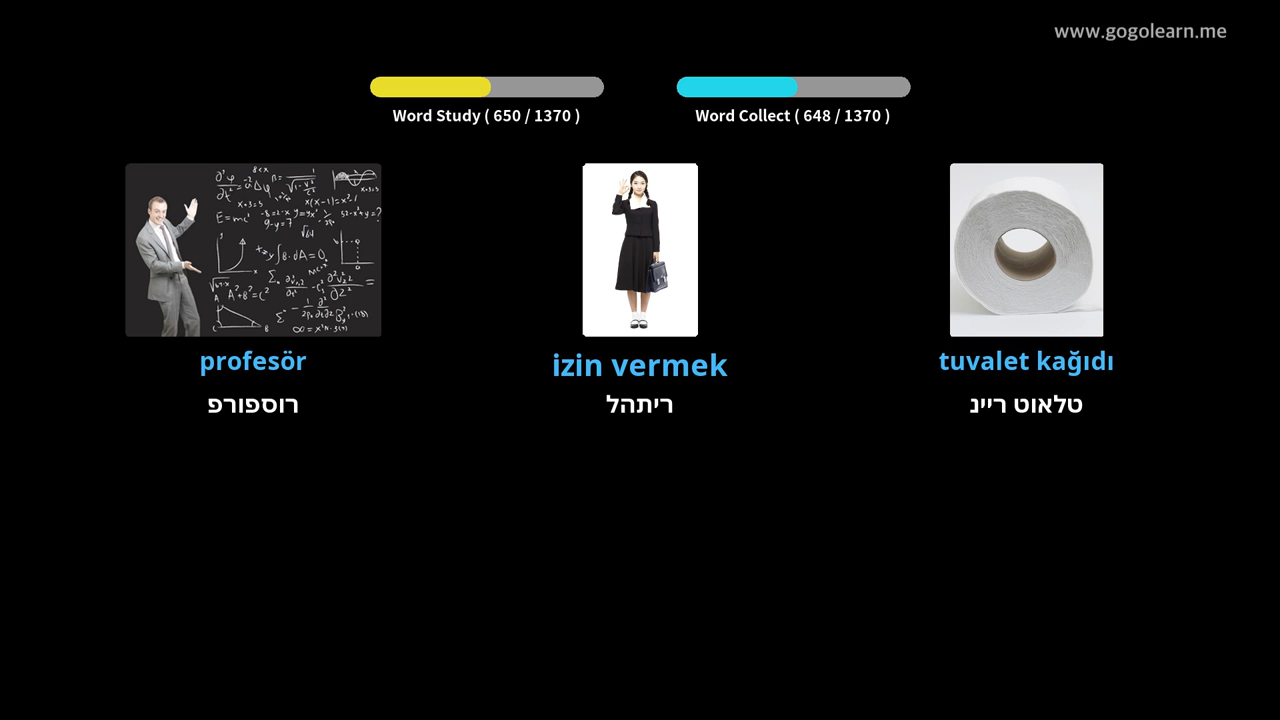 www.gogolearn.me
Word Study ( 650 / 1370 )
Word Collect ( 648 / 1370 )
profesör
izin vermek
tuvalet kağıdı
רוספורפ
ריתהל
טלאוט ריינ